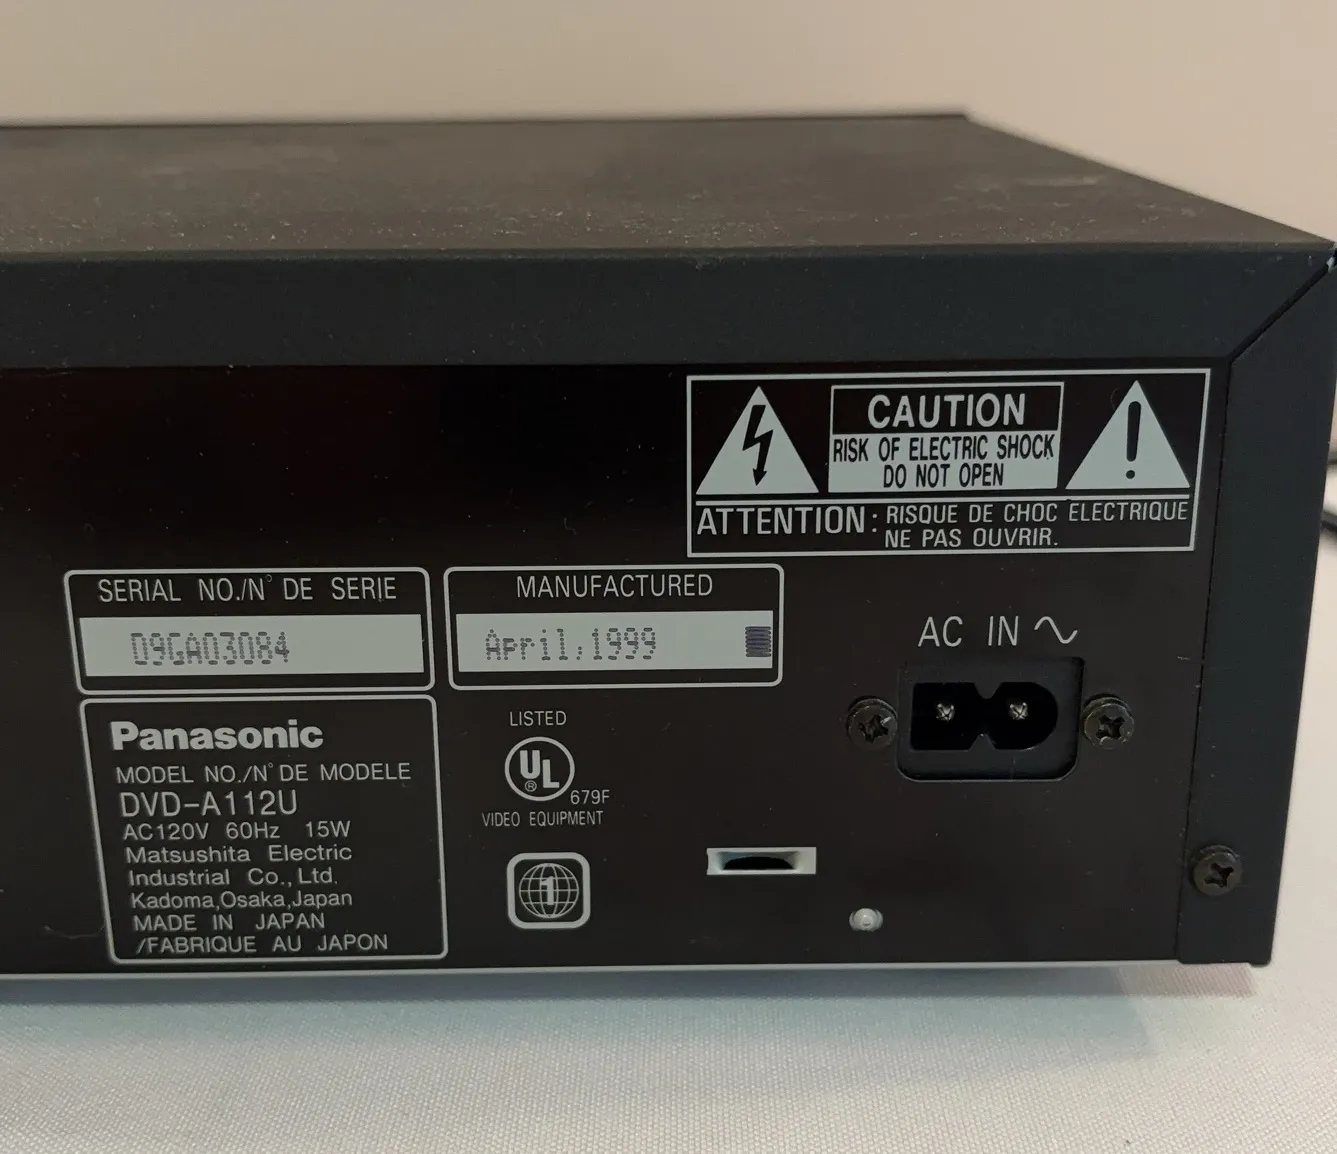 CAUTION
RISK OF ELECTRIC SHOCK
DO NOT OPEN
ATTENTION : RISQUE DE CHOC ELECTRIQUE
NE PAS OUVRIR.
SERIAL NO./N° DE SERIE
D9GA03084
MANUFACTURED
April,1999
AC IN
Panasonic
MODEL NO./N° DE MODELE
DVD-A112U
AC120V 60Hz 15W
Matsushita Electric
Industrial Co., Ltd.
Kadoma,Osaka,Japan
MADE IN JAPAN
/FABRIQUE AU JAPON
LISTED
UL
®
679F
VIDEO EQUIPMENT
1